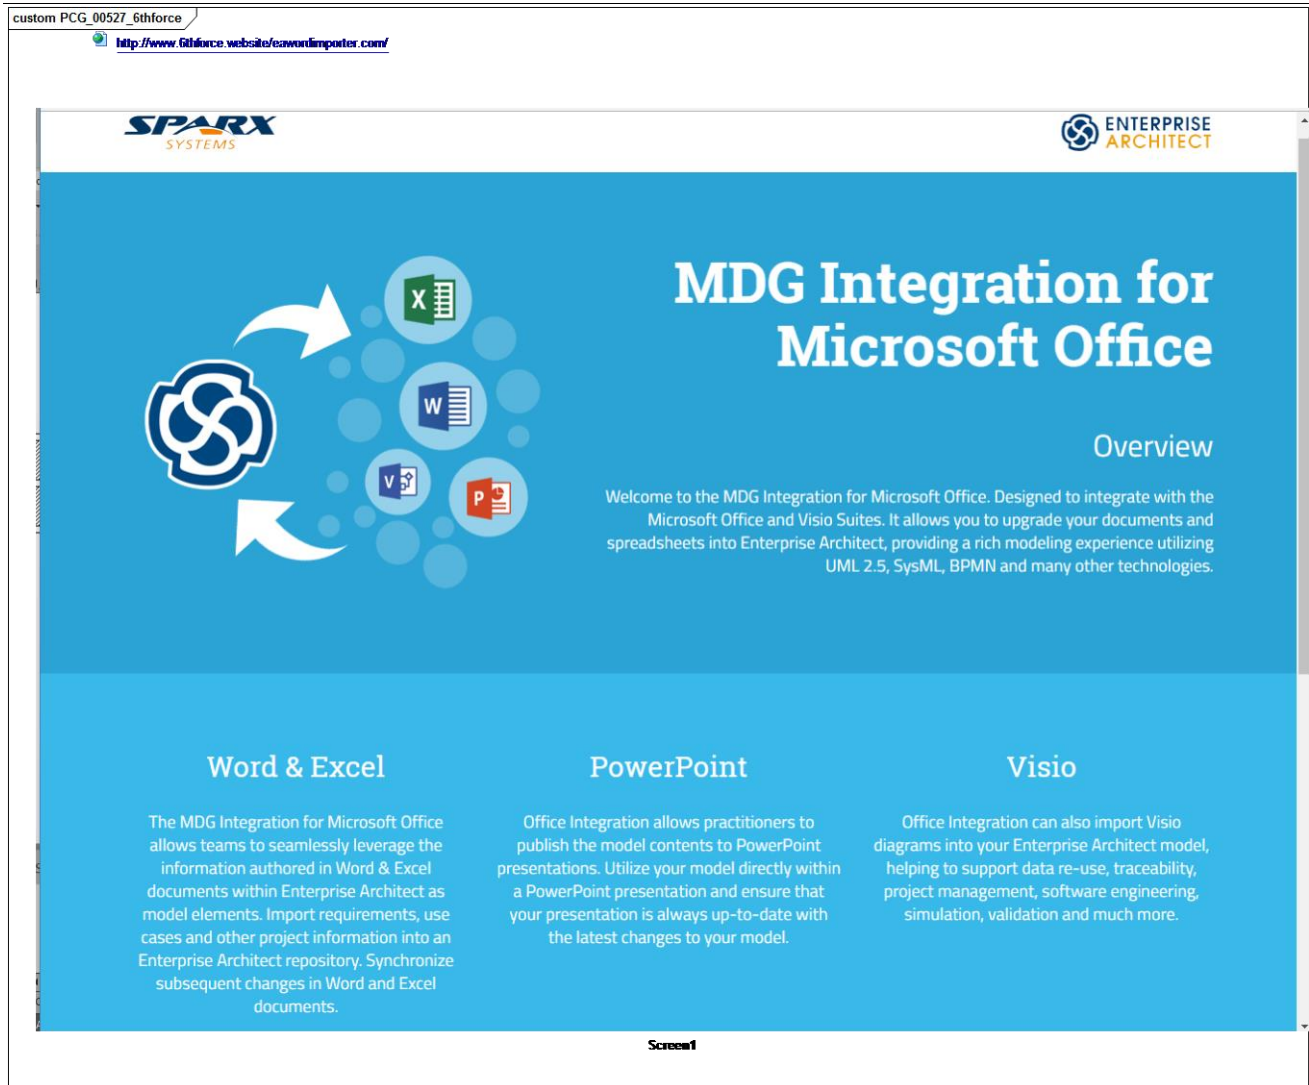 custom PCG_00527_6thforce
http://www.6thforce.website/eawordimporter.com/
SPARX
SYSTEMS
ENTERPRISE
ARCHITECT
MDG Integration for
Microsoft Office
Overview
Welcome to the MDG Integration for Microsoft Office. Designed to integrate with the
Microsoft Office and Visio Suites. It allows you to upgrade your documents and
spreadsheets into Enterprise Architect, providing a rich modeling experience utilizing
UML 2.5, SysML, BPMN and many other technologies.
X
W
V
P
Word & Excel
The MDG Integration for Microsoft Office
allows teams to seamlessly leverage the
information authored in Word & Excel
documents within Enterprise Architect as
model elements. Import requirements, use
cases and other project information into an
Enterprise Architect repository. Synchronize
subsequent changes in Word and Excel
documents.
PowerPoint
Office Integration allows practitioners to
publish the model contents to PowerPoint
presentations. Utilize your model directly within
a PowerPoint presentation and ensure that
your presentation is always up-to-date with
the latest changes to your model.
Visio
Office Integration can also import Visio
diagrams into your Enterprise Architect model,
helping to support data re-use, traceability,
project management, software engineering,
simulation, validation and much more.
Screen1